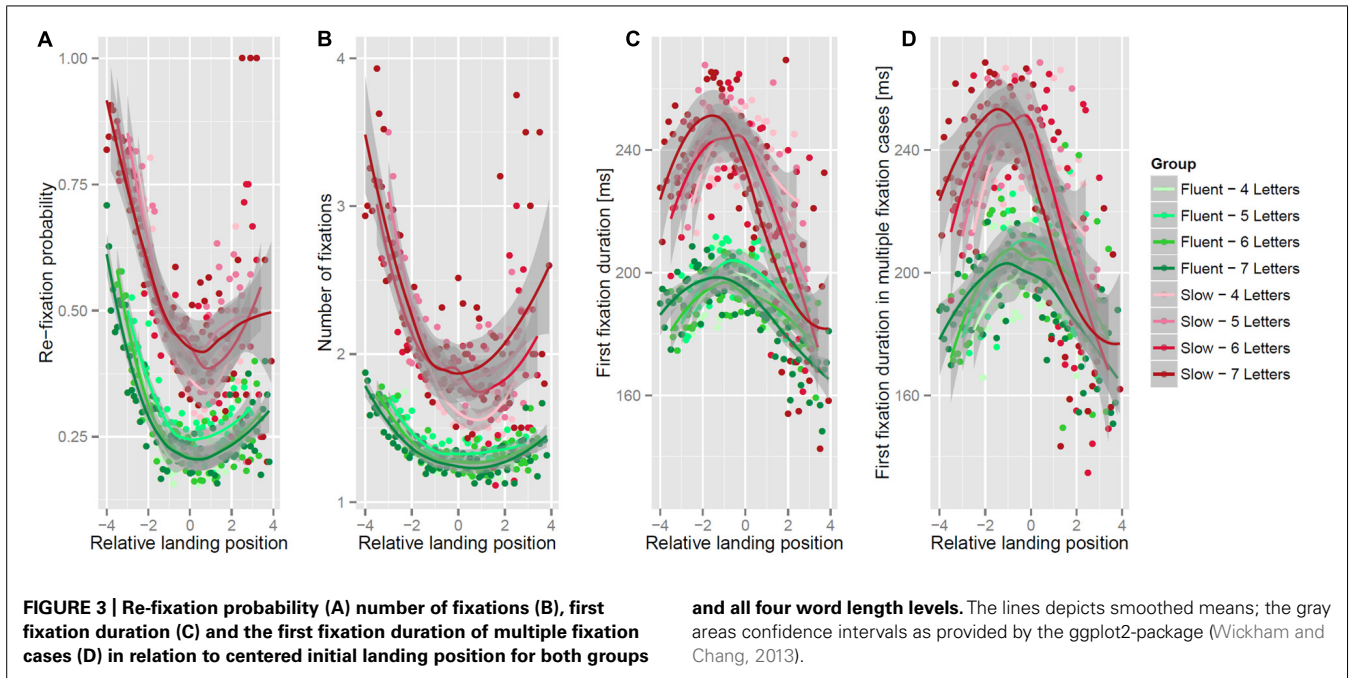 A
B
C
D
1.00
0.75
0.50
0.25
Re−fixation probability
−4 −2 0 2 4
Relative landing position
4
3
2
1
Number of fixations
−4 −2 0 2 4
Relative landing position
240
200
160
First fixation duration [ms]
−4 −2 0 2 4
Relative landing position
240
200
160
First fixation duration in multiple fixation cases [ms]
−4 −2 0 2 4
Relative landing position
Group
Fluent − 4 Letters
Fluent − 5 Letters
Fluent − 6 Letters
Fluent − 7 Letters
Slow − 4 Letters
Slow − 5 Letters
Slow − 6 Letters
Slow − 7 Letters
FIGURE 3 | Re-fixation probability (A) number of fixations (B), first
fixation duration (C) and the first fixation duration of multiple fixation
cases (D) in relation to centered initial landing position for both groups
and all four word length levels. The lines depicts smoothed means; the gray
areas confidence intervals as provided by the ggplot2-package (Wickham and
Chang, 2013).